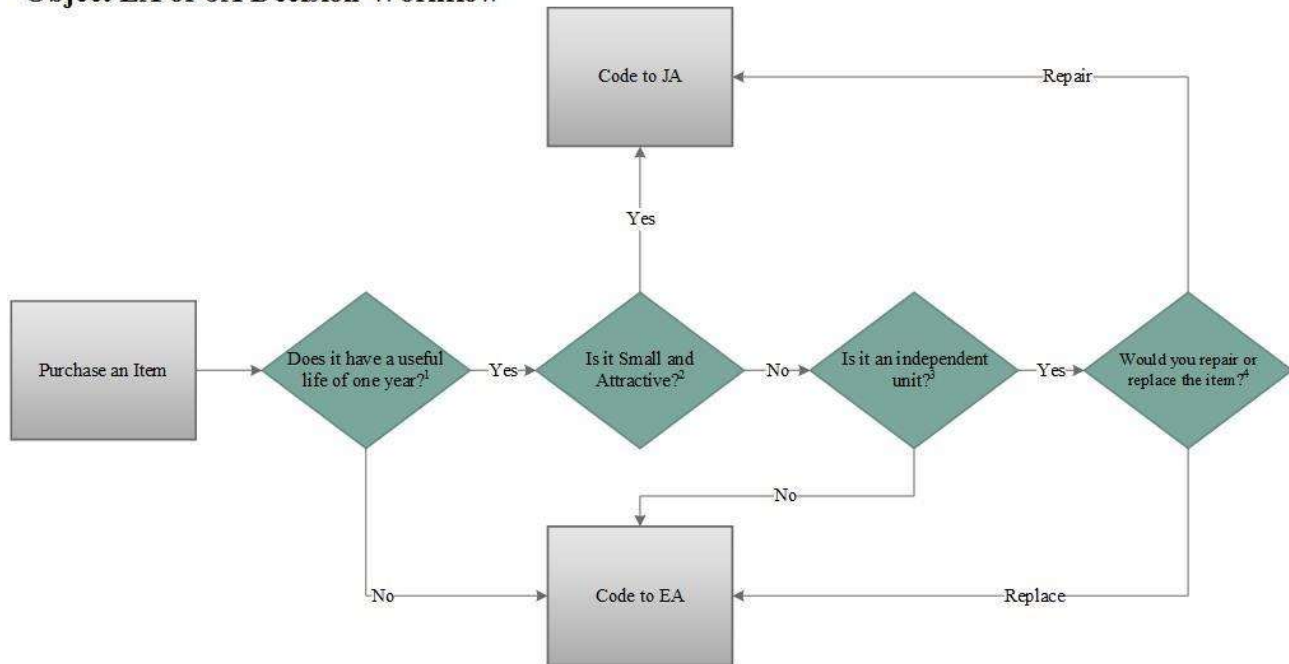 Code to JA
Repair
Yes
Purchase an Item
Does it have a useful
life of one year?1
Yes
Is it Small and
Attractive?2
No
Is it an independent
unit?3
Yes
Would you repair or
replace the item?4
No
No
Code to EA
Replace